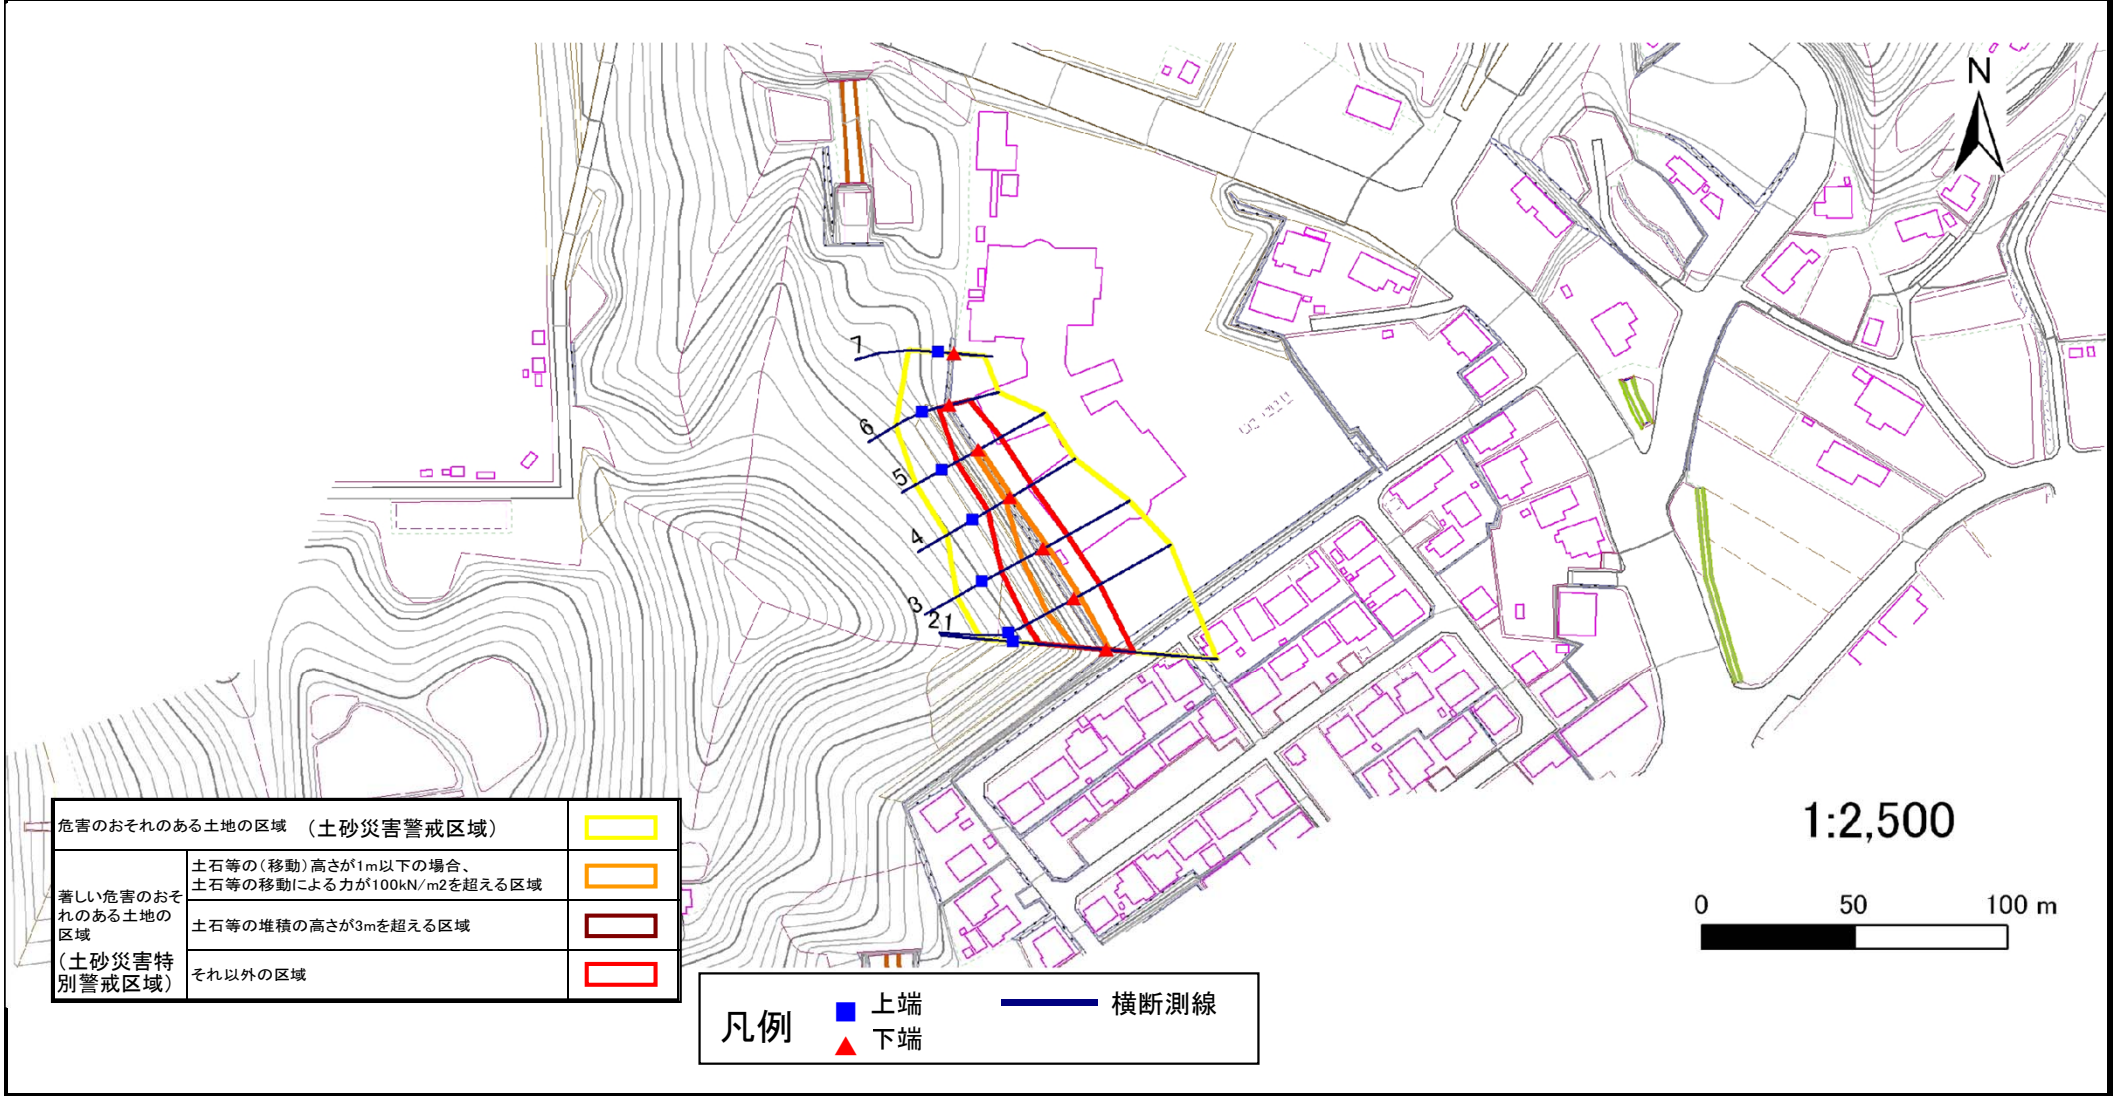 N
7
6
5
4
3
2 1
危害のおそれのある土地の区域 （土砂災害警戒区域）
著しい危害のおそ
れのある土地の
区域
（土砂災害特
別警戒区域）
土石等の（移動）高さが1m以下の場合、
土石等の移動による力が100kN/m2を超える区域
土石等の堆積の高さが3mを超える区域
それ以外の区域
凡例
上端
下端
横断測線
1:2,500
0 50 100 m